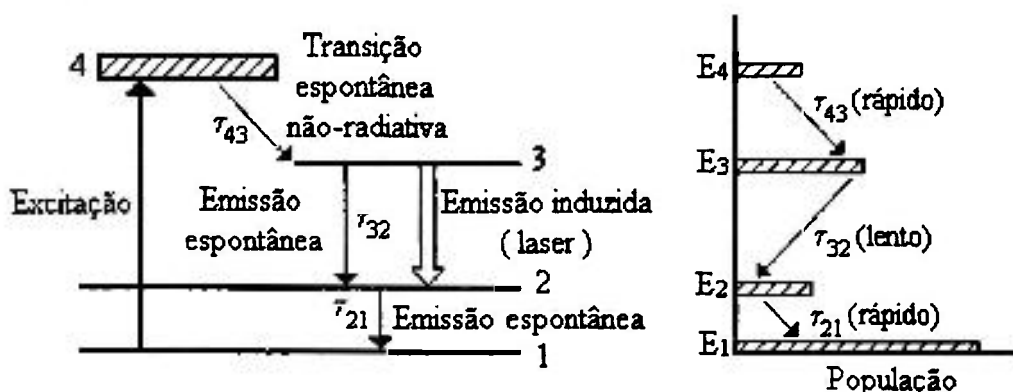 4
Transição
espontânea
não-radiativa
τ43
3
Excitação
Emissão
espontânea
τ32
Emissão induzida
( laser )
2
τ21
Emissão espontânea
1
E4
τ43 (rápido)
E3
τ32 (lento)
E2
τ21 (rápido)
E1
População